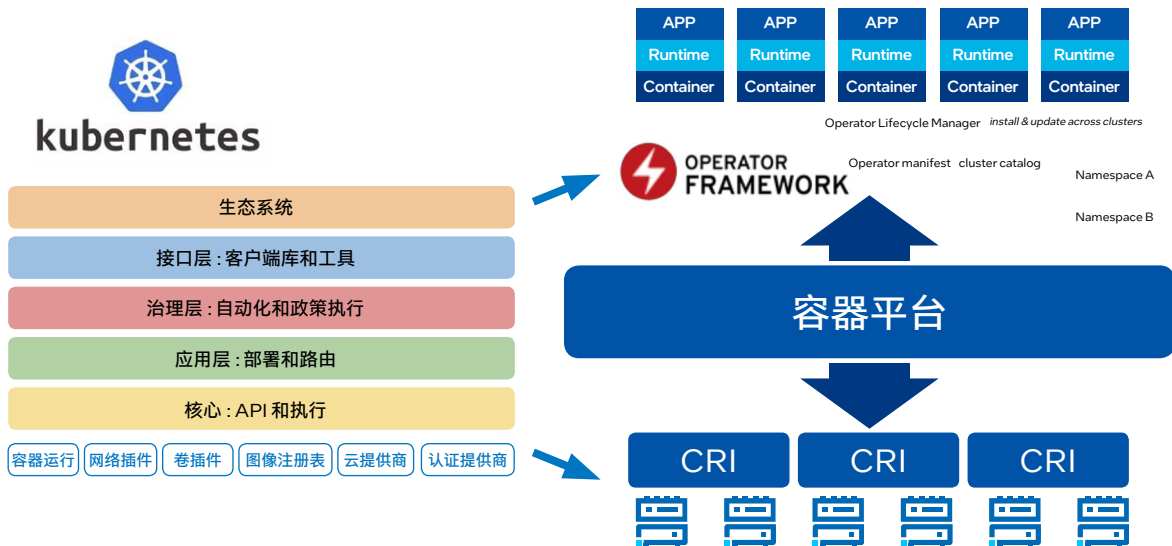 kubernetes
生态系统
接口层 : 客户端库和工具
治理层 : 自动化和政策执行
应用层 : 部署和路由
核心 : API 和执行
容器运行 网络插件 卷插件 图像注册表 云提供商 认证提供商
APP APP APP APP APP
Runtime Runtime Runtime Runtime Runtime
Container Container Container Container Container
Operator Lifecycle Manager install & update across clusters
OPERATOR
FRAMEWORK
Operator manifest cluster catalog
Namespace A
Namespace B
容器平台
CRI CRI CRI